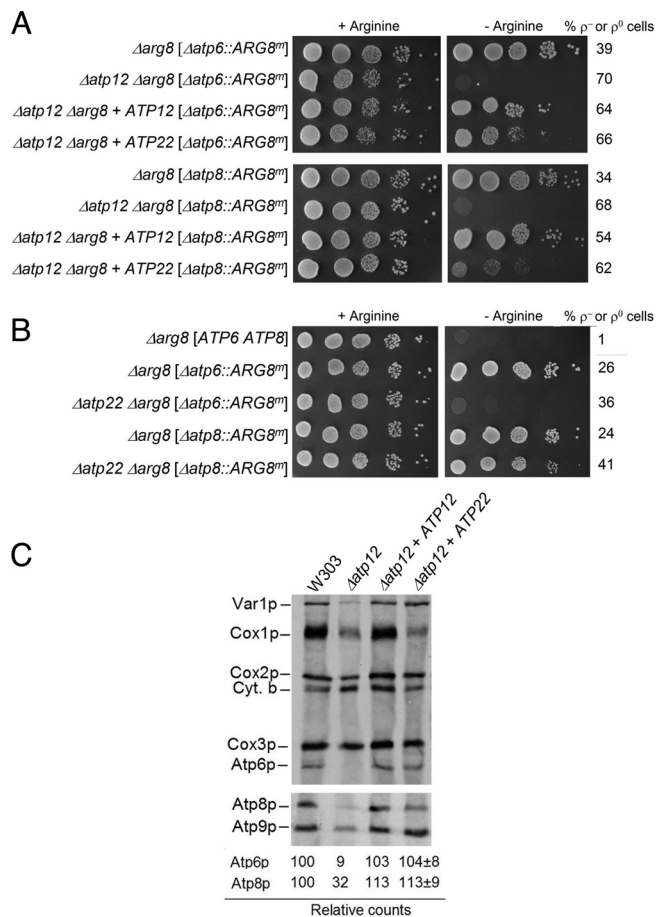 A
+ Arginine - Arginine % ρ⁻ or ρ⁰ cells
Δarg8 [Δatp6::ARG8ᵐ] 39
Δatp12 Δarg8 [Δatp6::ARG8ᵐ] 70
Δatp12 Δarg8 + ATP12 [Δatp6::ARG8ᵐ] 64
Δatp12 Δarg8 + ATP22 [Δatp6::ARG8ᵐ] 66
Δarg8 [Δatp8::ARG8ᵐ] 34
Δatp12 Δarg8 [Δatp8::ARG8ᵐ] 68
Δatp12 Δarg8 + ATP12 [Δatp8::ARG8ᵐ] 54
Δatp12 Δarg8 + ATP22 [Δatp8::ARG8ᵐ] 62
B
+ Arginine - Arginine % ρ⁻ or ρ⁰ cells
Δarg8 [ATP6 ATP8] 1
Δarg8 [Δatp6::ARG8ᵐ] 26
Δatp22 Δarg8 [Δatp6::ARG8ᵐ] 36
Δarg8 [Δatp8::ARG8ᵐ] 24
Δatp22 Δarg8 [Δatp8::ARG8ᵐ] 41
C
W303 Δatp12 Δatp12 + ATP12 Δatp12 + ATP22
Var1p
Cox1p
Cox2p
Cyt. b
Cox3p
Atp6p
Atp8p
Atp9p
Atp6p 100 9 103 104±8
Atp8p 100 32 113 113±9
Relative counts